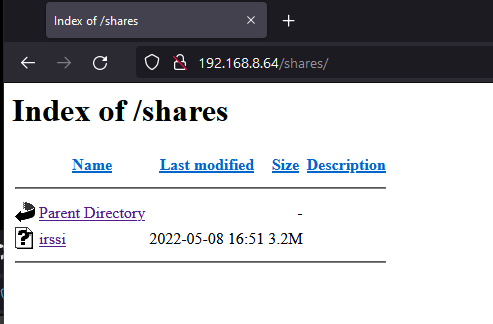 Index of /shares
192.168.8.64/shares/
Index of /shares
Name Last modified Size Description
Parent Directory -
irssi 2022-05-08 16:51 3.2M